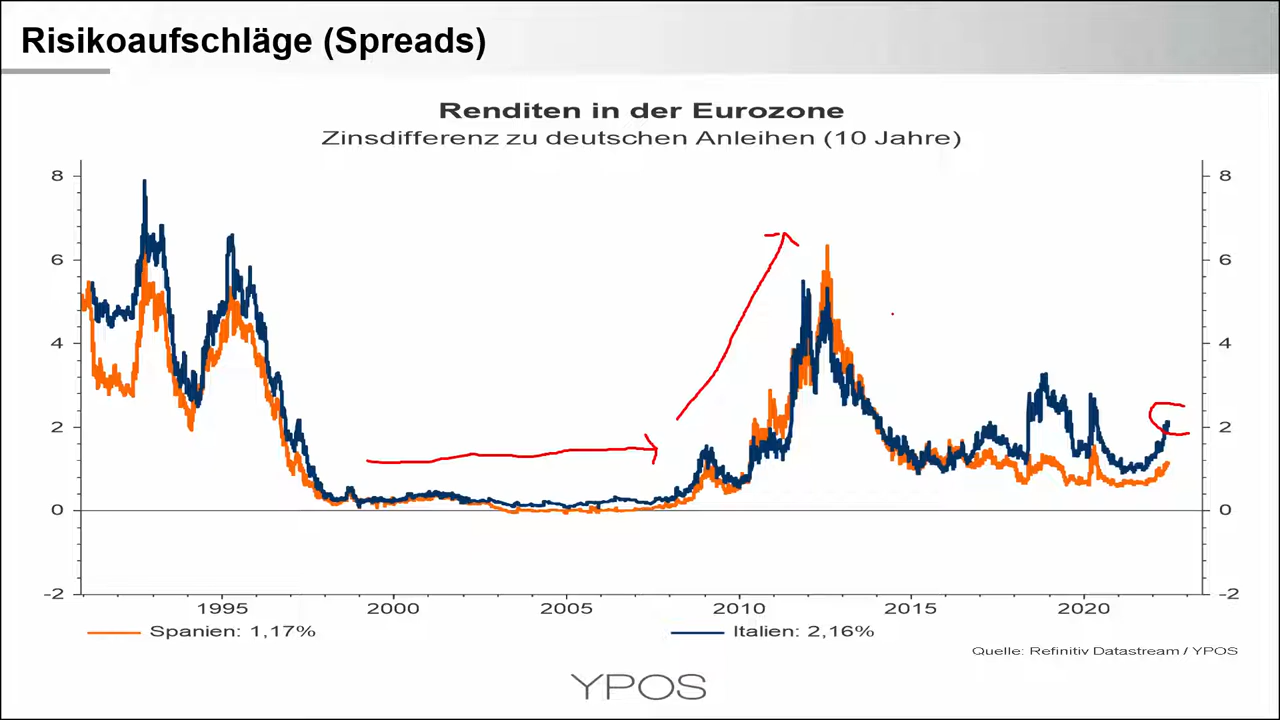 Risikoaufschläge (Spreads)
Renditen in der Eurozone
Zinsdifferenz zu deutschen Anleihen (10 Jahre)
8 8
6 6
4 4
2 2
0 0
-2 -2
1995 2000 2005 2010 2015 2020
Spanien: 1,17% Italien: 2,16%
Quelle: Refinitiv Datastream / YPOS
YPOS